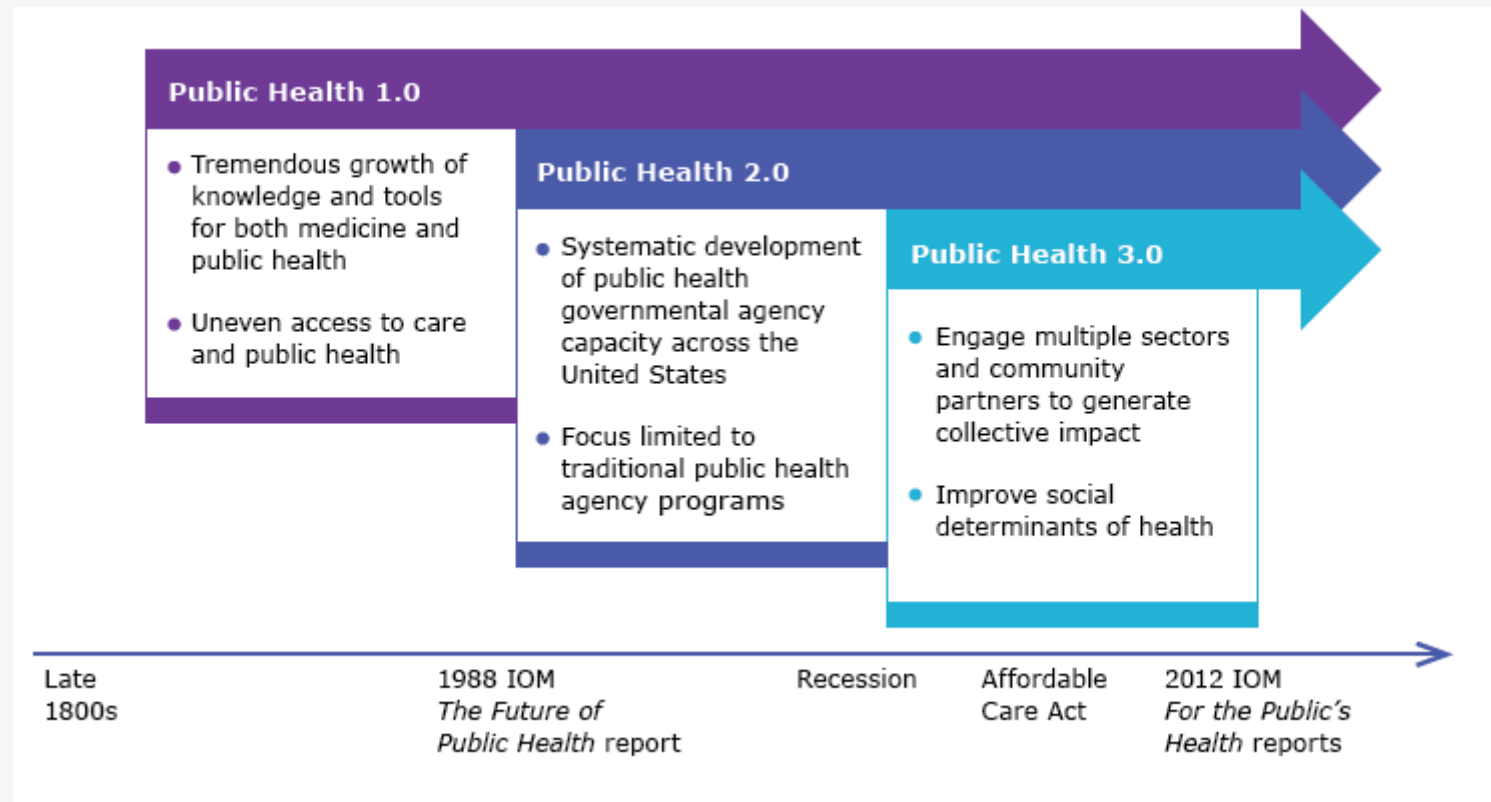 Public Health 1.0
• Tremendous growth of
knowledge and tools
for both medicine and
public health
• Uneven access to care
and public health
Public Health 2.0
• Systematic development
of public health
governmental agency
capacity across the
United States
• Focus limited to
traditional public health
agency programs
Public Health 3.0
• Engage multiple sectors
and community
partners to generate
collective impact
• Improve social
determinants of health
Late
1800s
1988 IOM
The Future of
Public Health report
Recession
Affordable
Care Act
2012 IOM
For the Public’s
Health reports